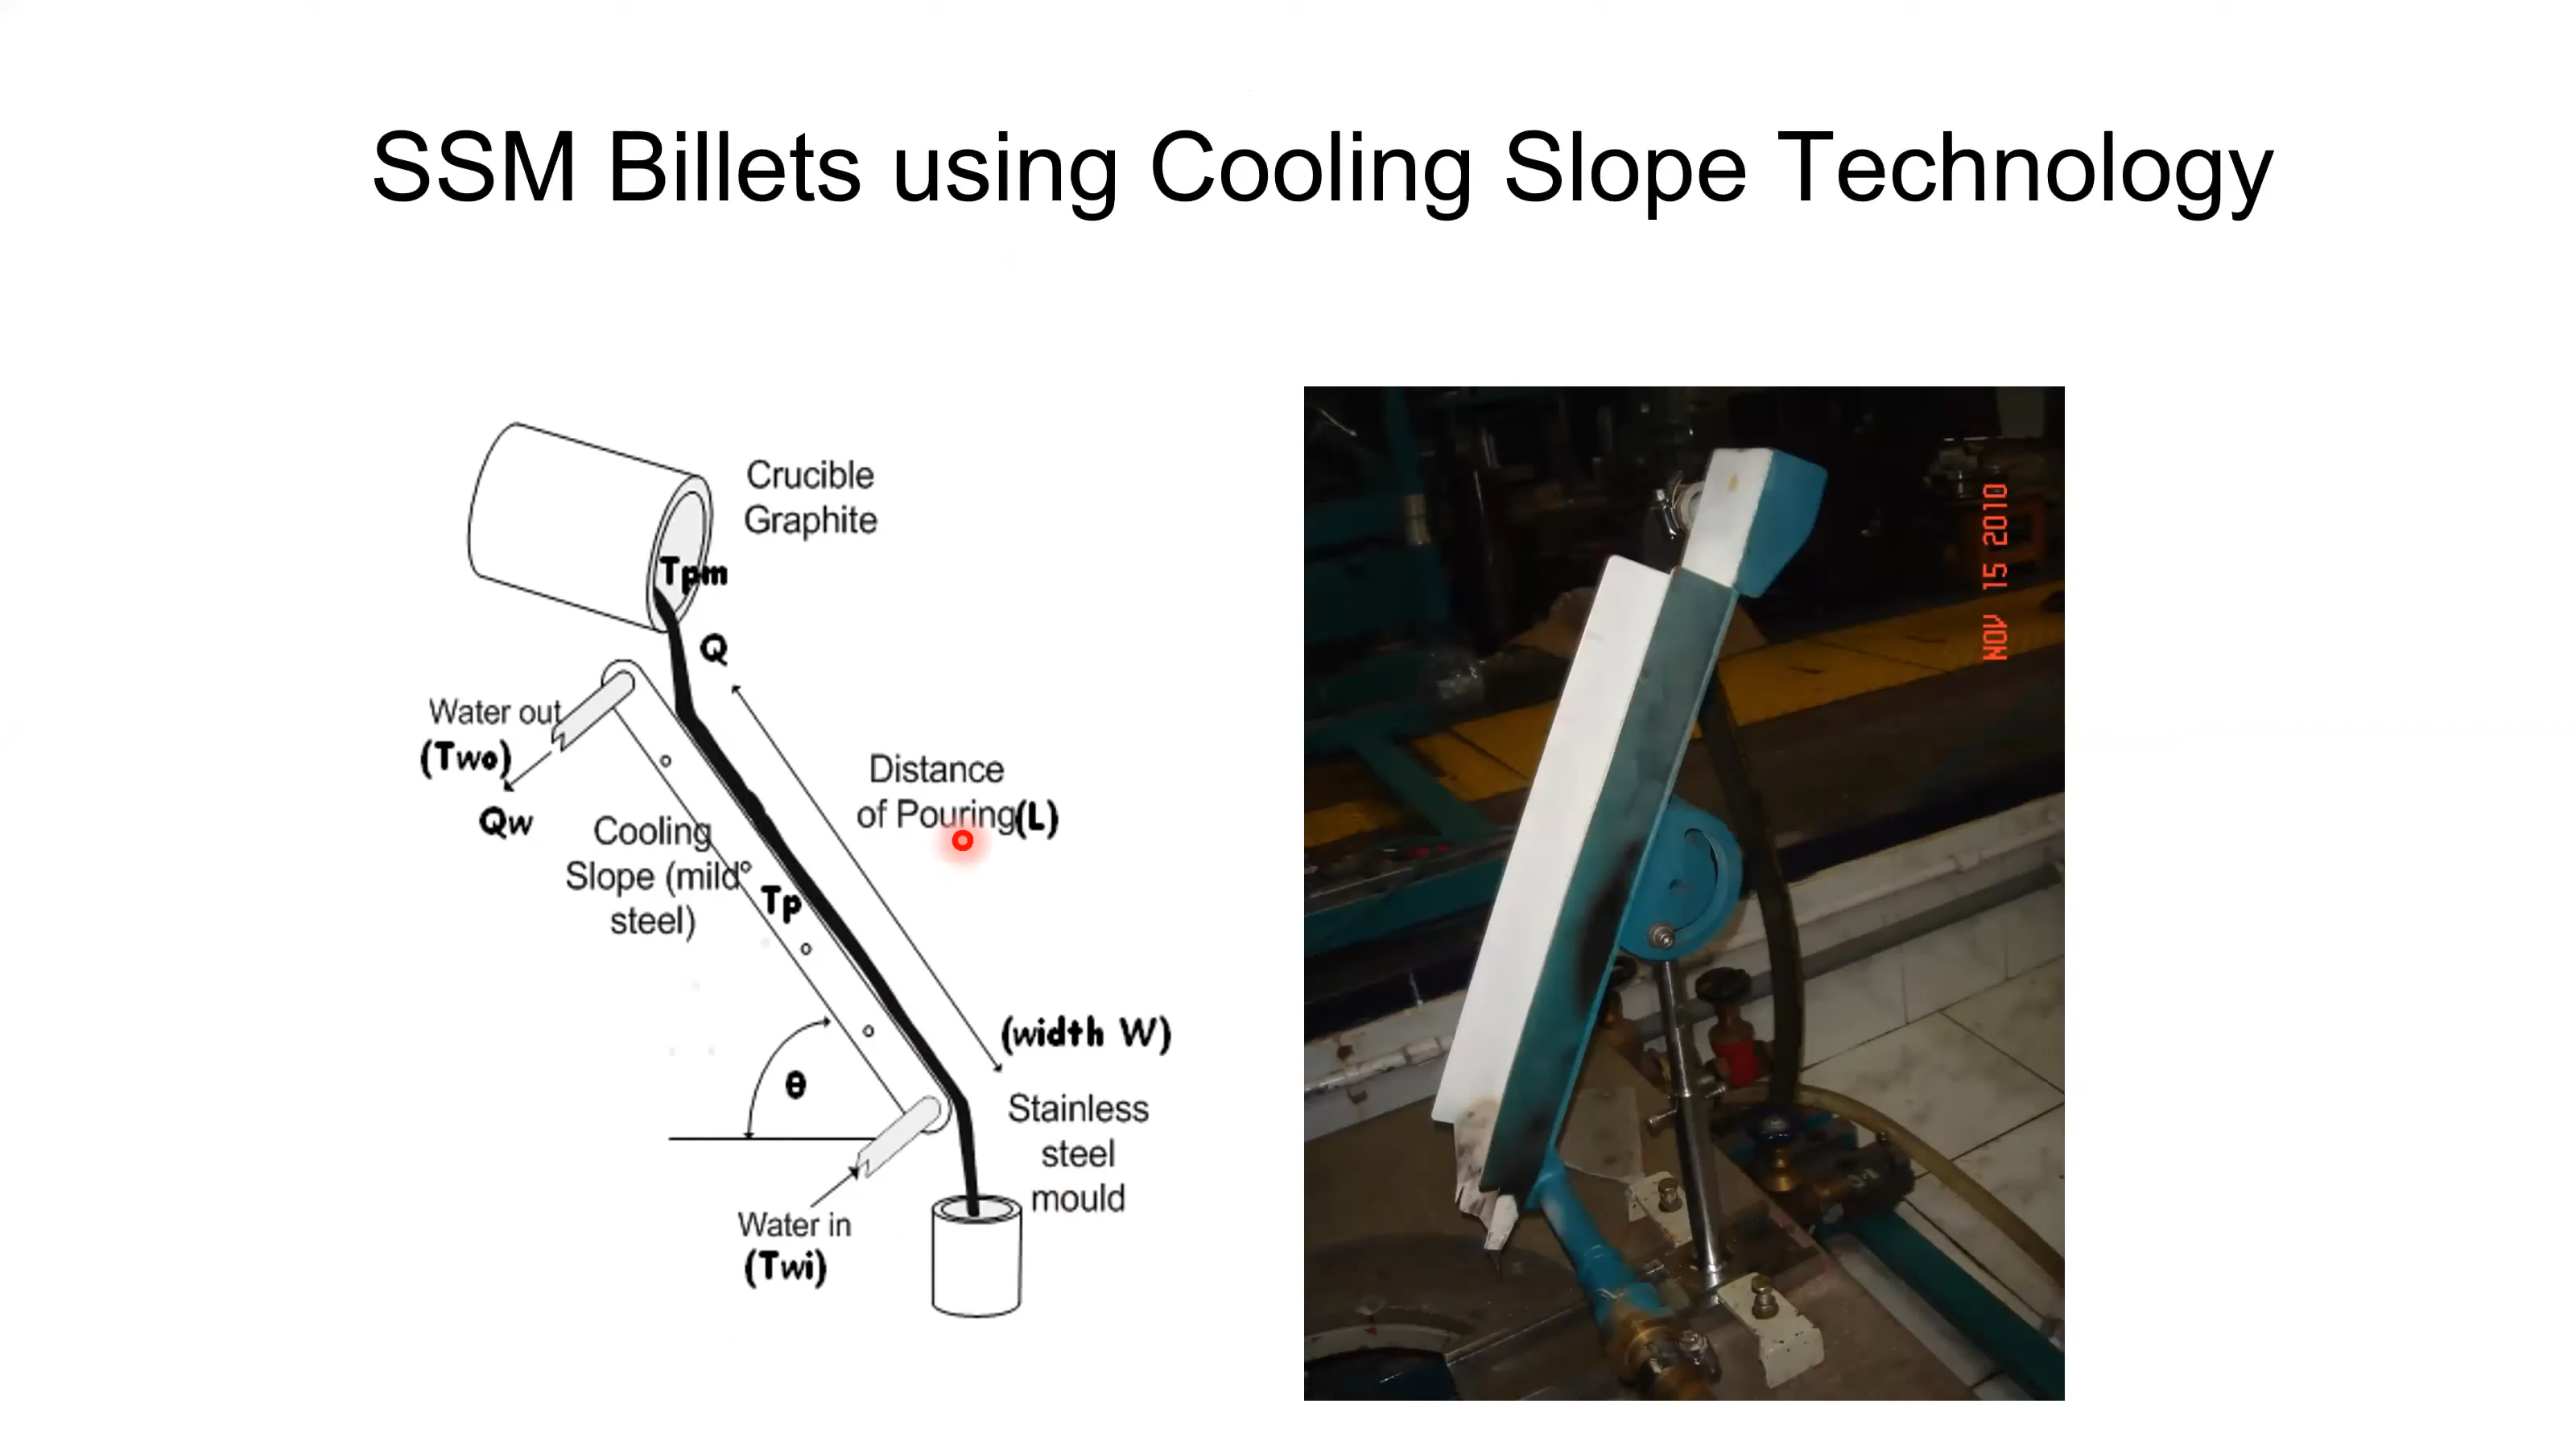 SSM Billets using Cooling Slope Technology
Crucible
Graphite
Tpm
Q
Water out
(Two)
Qw
Distance
of Pouring(L)
Cooling
Slope (mild
steel)
Tp
(width W)
θ
Stainless
steel
mould
Water in
(Twi)
NOV 15 2010